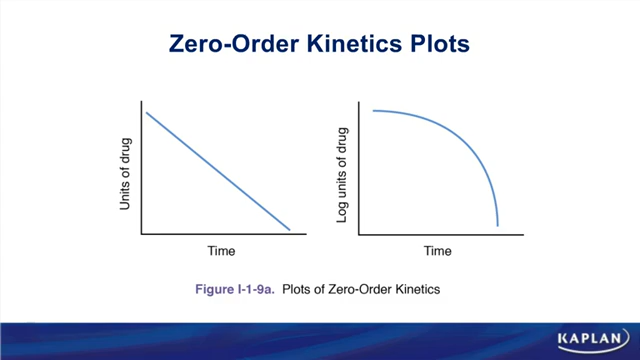 Zero-Order Kinetics Plots
Units of drug
Time
Log units of drug
Time
Figure I-1-9a. Plots of Zero-Order Kinetics
KAPLAN